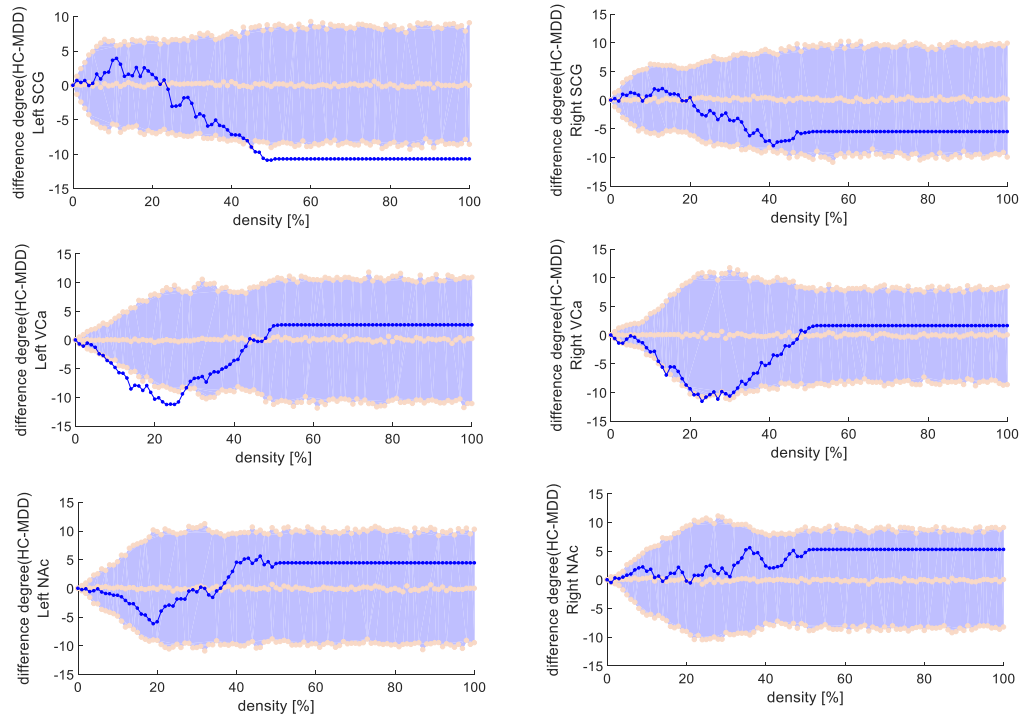 difference degree(HC-MDD)
Left SCG
10
5
0
-5
-10
-15
0 20 40 60 80 100
density [%]
difference degree(HC-MDD)
Right SCG
15
10
5
0
-5
-10
-15
0 20 40 60 80 100
density [%]
difference degree(HC-MDD)
Left VCa
15
10
5
0
-5
-10
-15
0 20 40 60 80 100
density [%]
difference degree(HC-MDD)
Right VCa
15
10
5
0
-5
-10
-15
0 20 40 60 80 100
density [%]
difference degree(HC-MDD)
Left NAc
15
10
5
0
-5
-10
-15
0 20 40 60 80 100
density [%]
difference degree(HC-MDD)
Right NAc
15
10
5
0
-5
-10
-15
0 20 40 60 80 100
density [%]